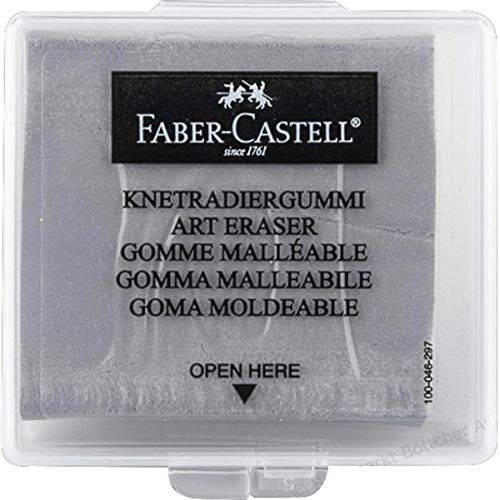 FABER-CASTELL®
since 1761
KNETRADIERGUMMI
ART ERASER
GOMME MALLÉABLE
GOMMA MALLEABILE
GOMA MOLDEABLE
OPEN HERE
100-046-297